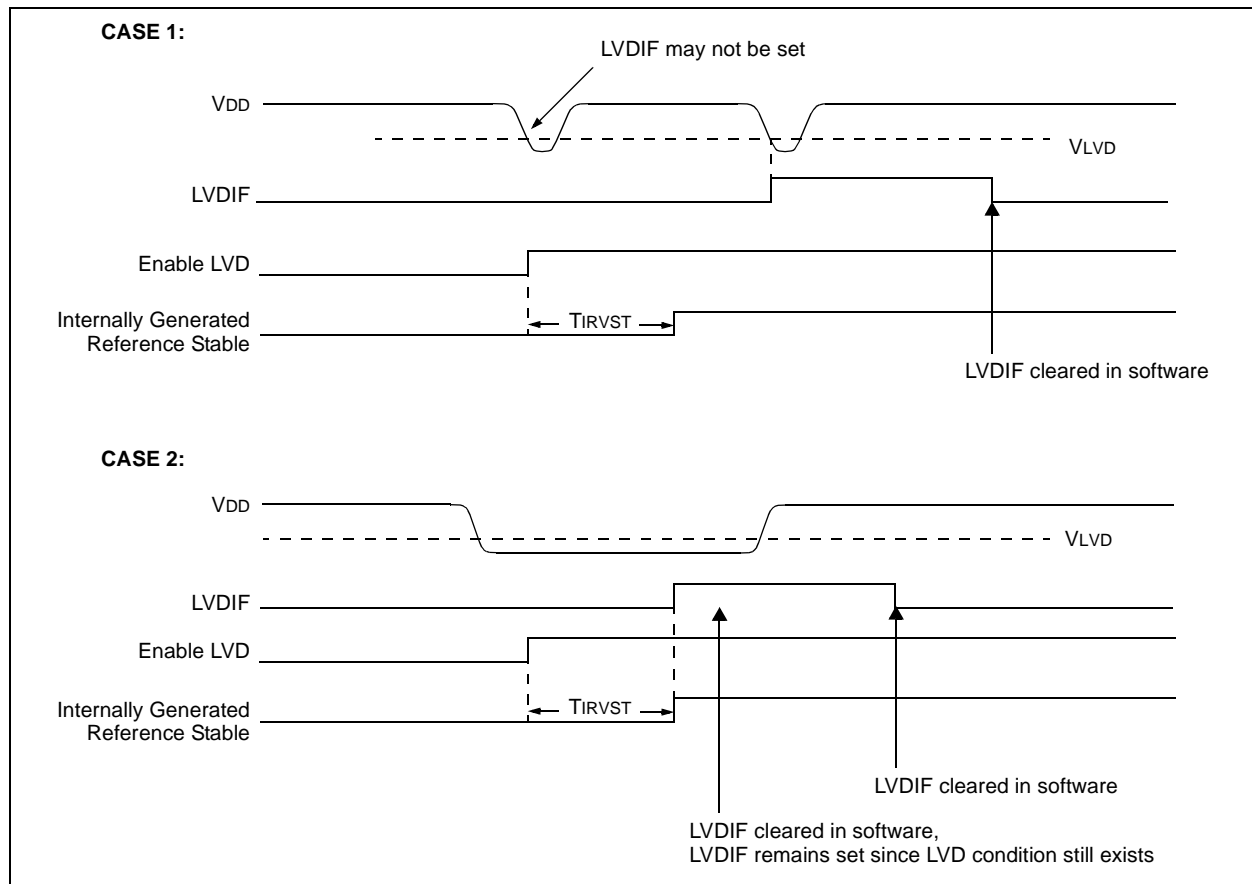 CASE 1:
LVDIF may not be set
VDD
VLVD
LVDIF
Enable LVD
TIRVST
Internally Generated
Reference Stable
LVDIF cleared in software
CASE 2:
VDD
VLVD
LVDIF
Enable LVD
TIRVST
Internally Generated
Reference Stable
LVDIF cleared in software
LVDIF cleared in software,
LVDIF remains set since LVD condition still exists